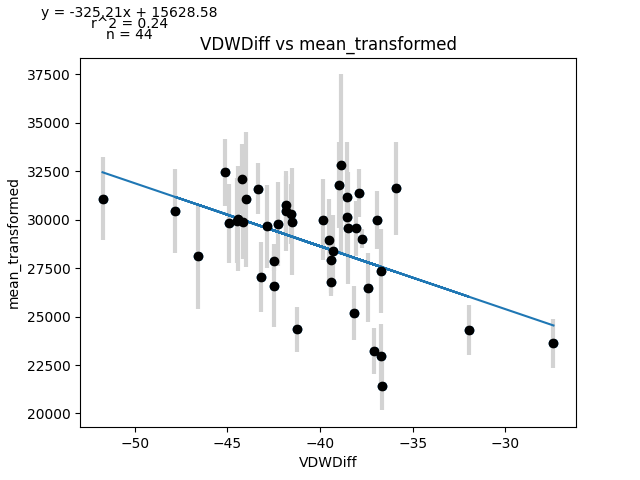 y = -325.21x + 15628.58
r^2 = 0.24
n = 44
VDWDiff vs mean_transformed
37500
35000
32500
30000
27500
25000
22500
20000
mean_transformed
−50
−45
−40
−35
−30
VDWDiff